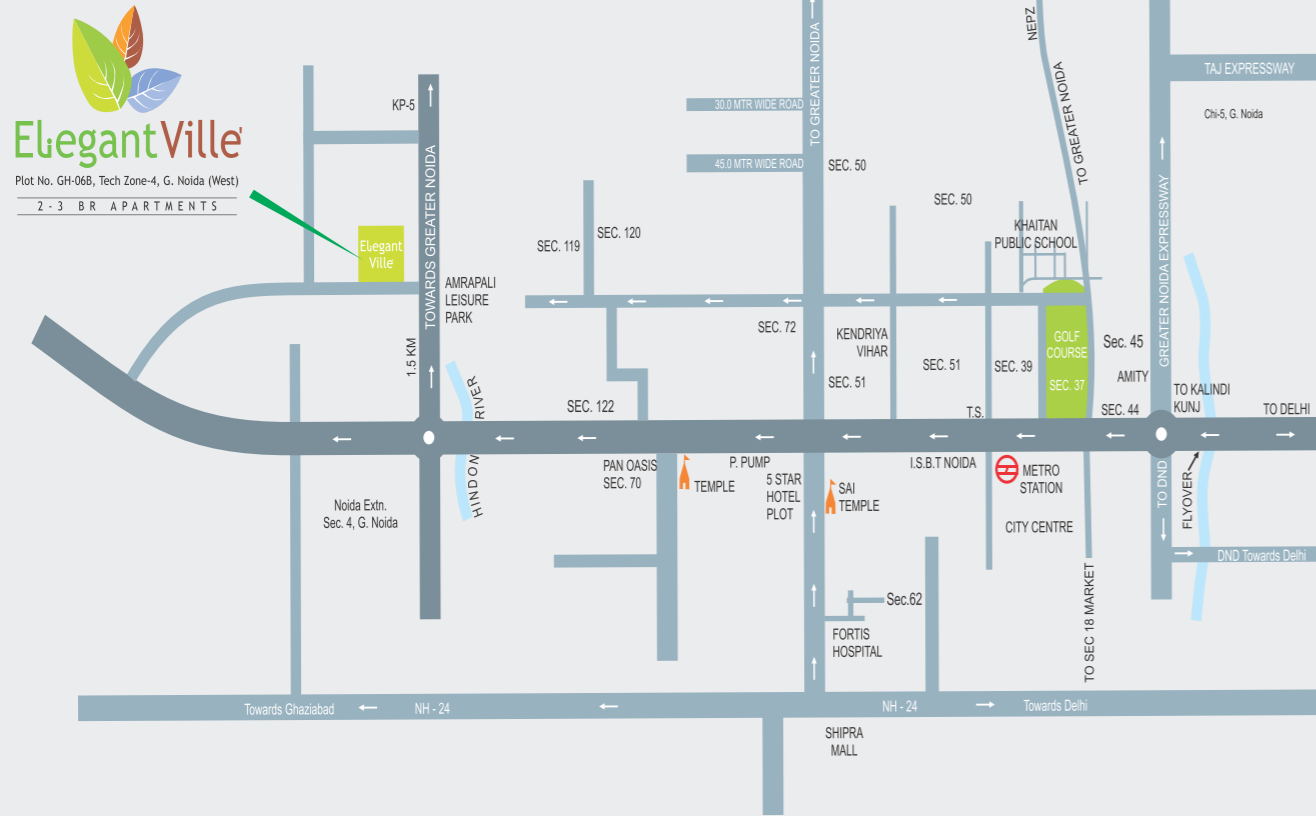 Elegant Ville
Plot No. GH-06B, Tech Zone-4, G. Noida (West)
2-3 BR APARTMENTS
KP-5
TOWARDS GREATER NOIDA
1.5 KM
Elegant
Ville
AMRAPALI
LEISURE
PARK
HINDON RIVER
Noida Extn.
Sec. 4, G. Noida
SEC. 119
SEC. 120
SEC. 122
PAN OASIS
SEC. 70
TEMPLE
P. PUMP
5 STAR
HOTEL
PLOT
SAI
TEMPLE
30.0 MTR WIDE ROAD
45.0 MTR WIDE ROAD
TO GREATER NOIDA
SEC. 50
SEC. 72
KENDRIYA
VIHAR
SEC. 51
SEC. 50
SEC. 51
SEC. 39
T.S.
I.S.B.T NOIDA
METRO
STATION
CITY CENTRE
KHAITAN
PUBLIC SCHOOL
NEPZ
TO GREATER NOIDA
GOLF
COURSE
SEC. 37
Sec. 45
AMITY
SEC. 44
GREATER NOIDA EXPRESSWAY
TAJ EXPRESSWAY
Chi-5, G. Noida
TO KALINDI
KUNJ
TO DELHI
TO DND
FLYOVER
DND Towards Delhi
TO SEC 18 MARKET
Sec.62
FORTIS
HOSPITAL
Towards Ghaziabad
NH - 24
NH - 24
Towards Delhi
SHIPRA
MALL